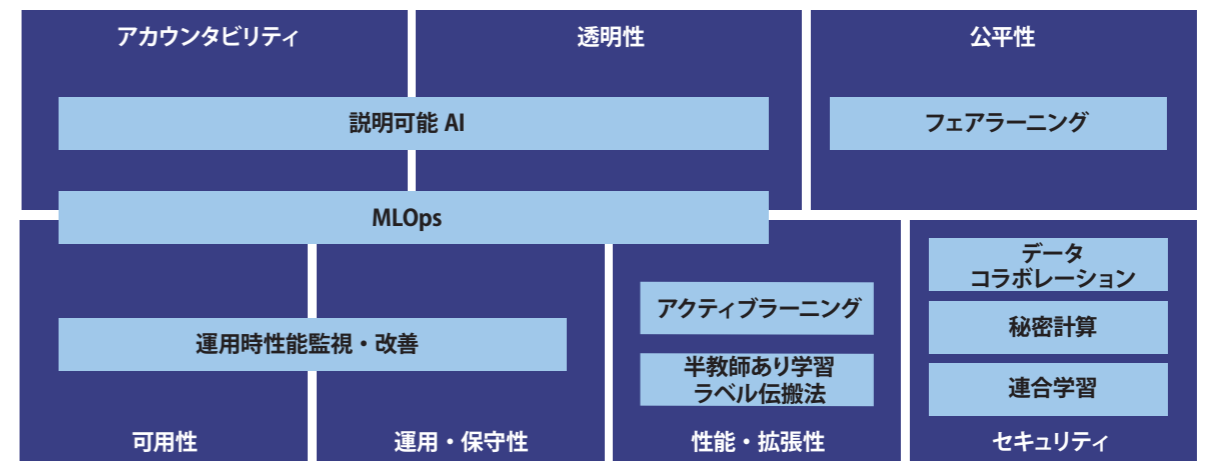 アカウンタビリティ
透明性
公平性
説明可能 AI
フェアラーニング
MLOps
データ
コラボレーション
アクティブラーニング
秘密計算
運用時性能監視・改善
半教師あり学習
ラベル伝搬法
連合学習
可用性
運用・保守性
性能・拡張性
セキュリティ